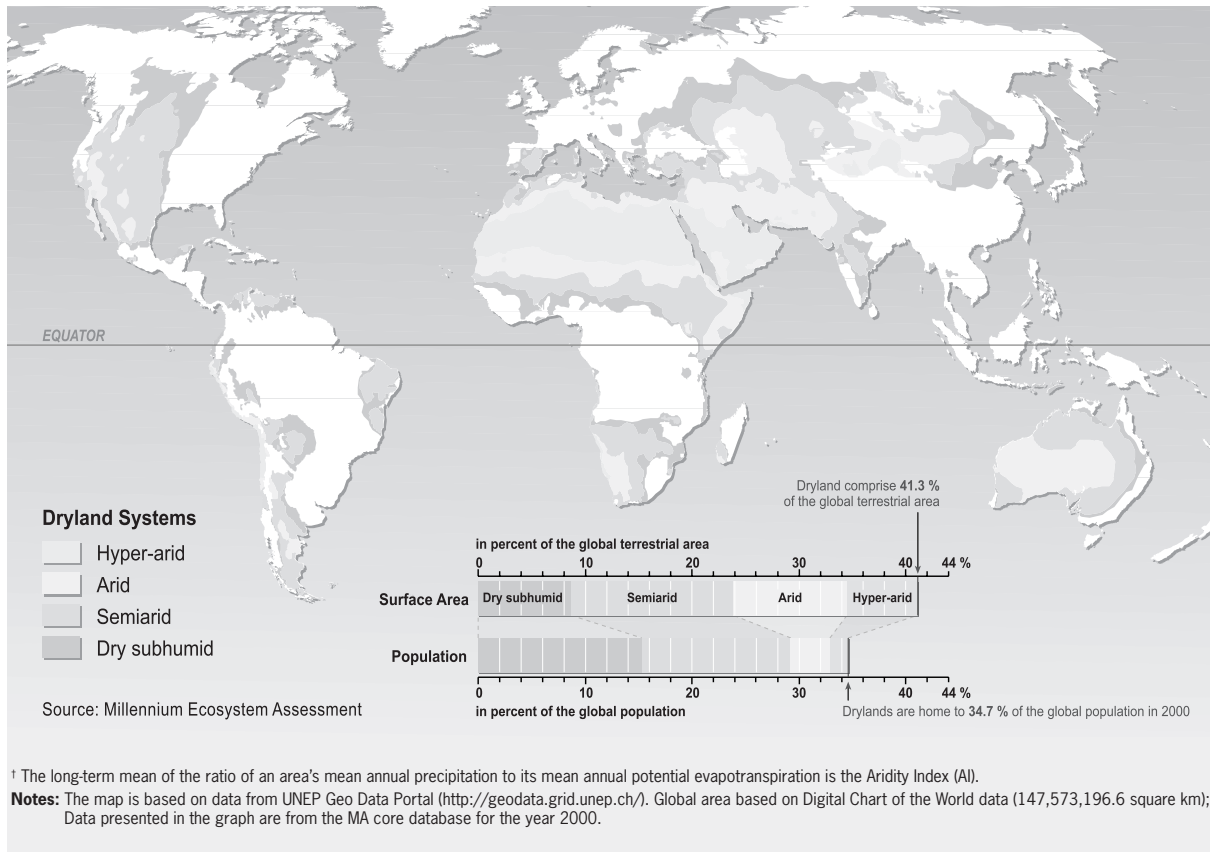 EQUATOR
Dryland comprise 41.3 %
of the global terrestrial area
Dryland Systems
Hyper-arid
Arid
Semiarid
Dry subhumid
in percent of the global terrestrial area
0 10 20 30 40 44 %
Surface Area Dry subhumid Semiarid Arid Hyper-arid
Population
0 10 20 30 40 44 %
in percent of the global population
Drylands are home to 34.7 % of the global population in 2000
Source: Millennium Ecosystem Assessment
† The long-term mean of the ratio of an area's mean annual precipitation to its mean annual potential evapotranspiration is the Aridity Index (AI).
Notes: The map is based on data from UNEP Geo Data Portal (http://geodata.grid.unep.ch/). Global area based on Digital Chart of the World data (147,573,196.6 square km);
Data presented in the graph are from the MA core database for the year 2000.